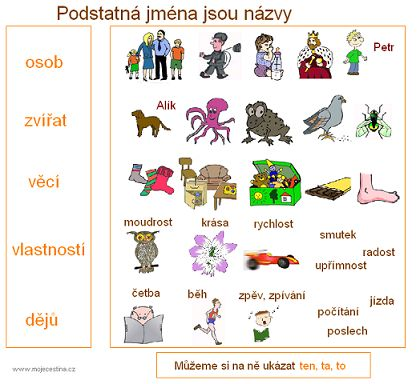 Podstatná jména jsou názvy
osob
Petr
zvířat
Alík
věcí
vlastností
moudrost
krása
rychlost
smutek
radost
upřímnost
dějů
četba
běh
zpěv, zpívání
jízda
počítání
poslech
Můžeme si na ně ukázat ten, ta, to
www.mojecestina.cz